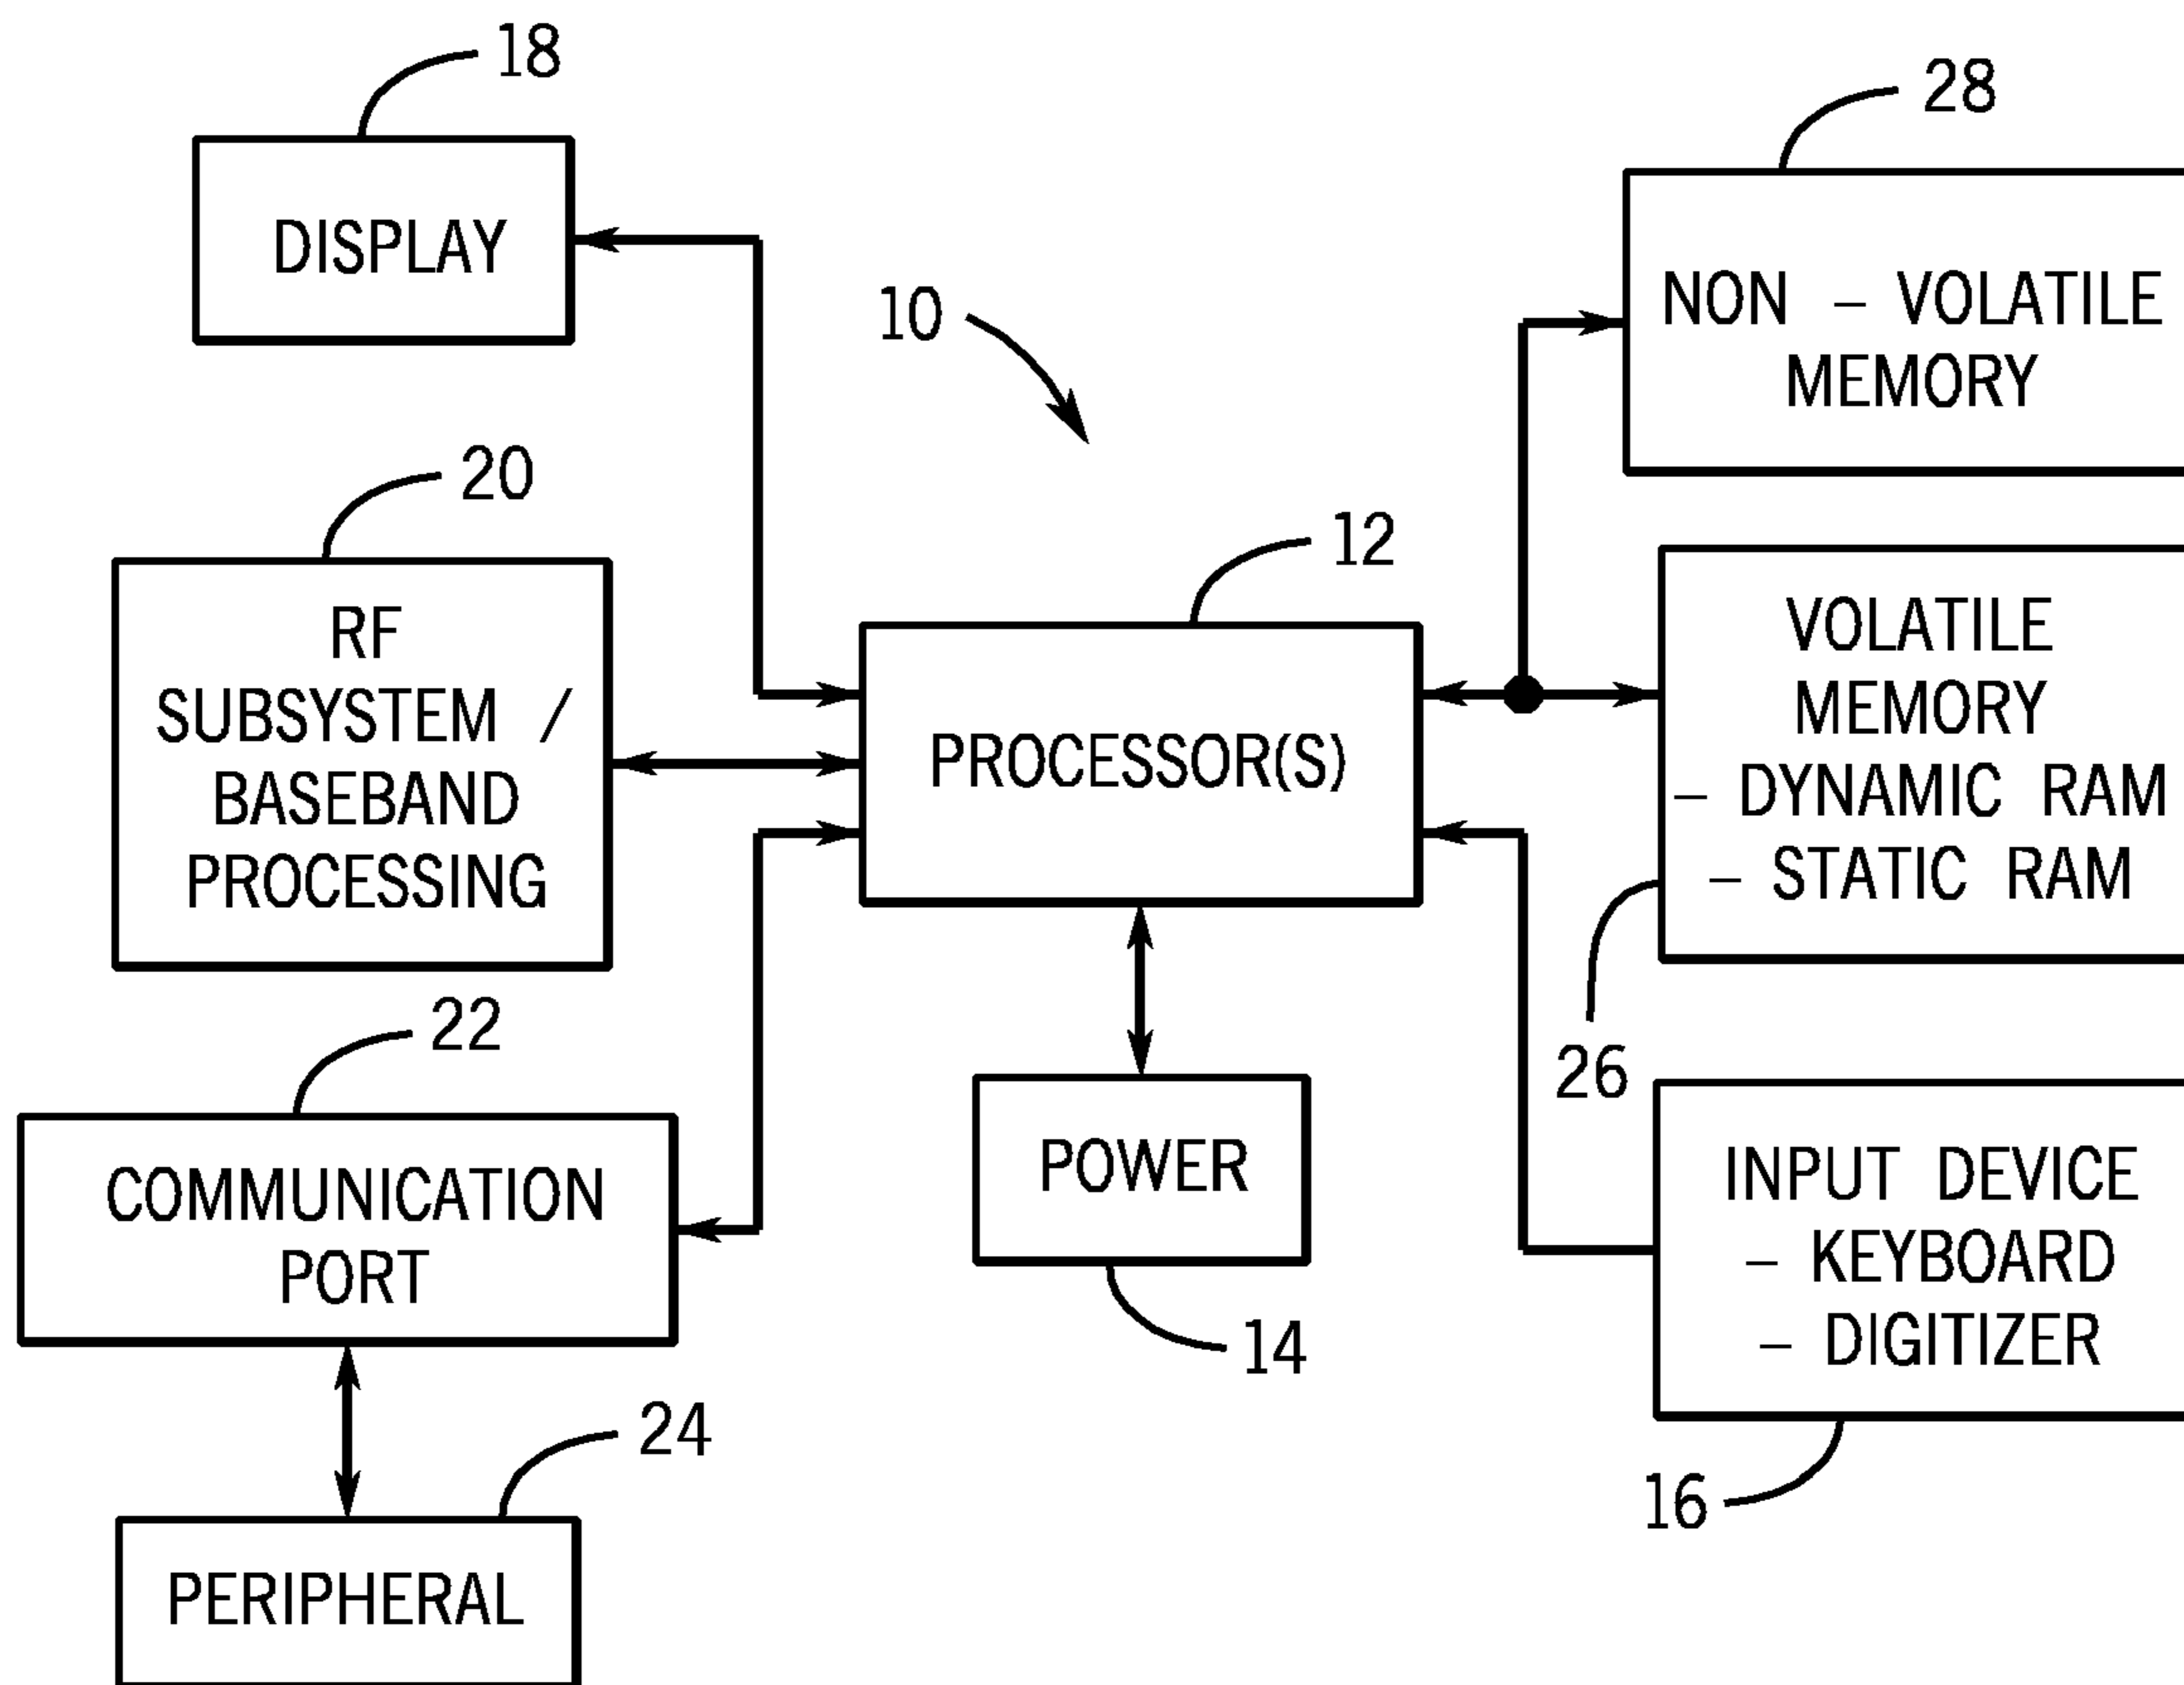 18
DISPLAY
10
28
NON – VOLATILE
MEMORY
20
RF
SUBSYSTEM /
BASEBAND
PROCESSING
12
PROCESSOR(S)
VOLATILE
MEMORY
– DYNAMIC RAM
– STATIC RAM
26
22
COMMUNICATION
PORT
POWER
14
INPUT DEVICE
– KEYBOARD
– DIGITIZER
16
24
PERIPHERAL